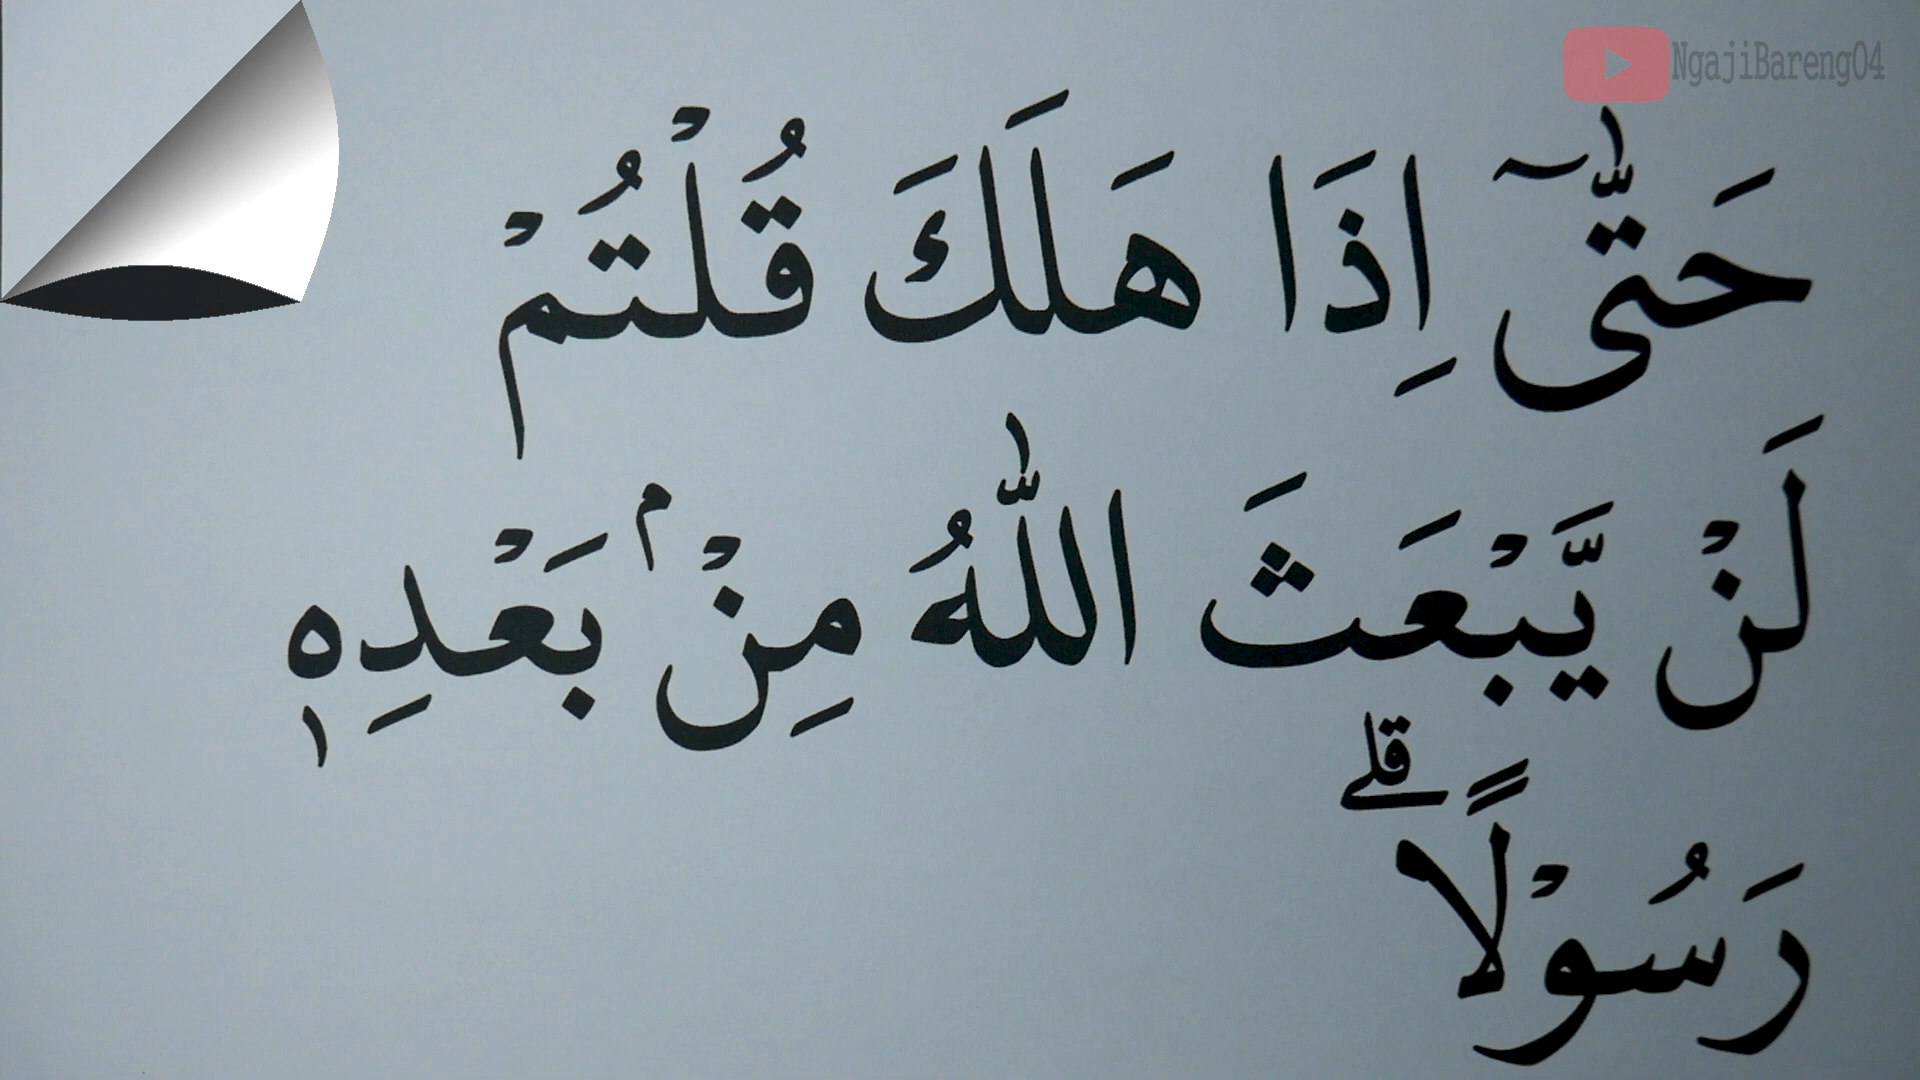 NgajiBareng04
حَتّٰىٓ اِذَا هَلَكَ قُلْتُمْ
لَنْ يَّبْعَثَ اللّٰهُ مِنْۢ بَعْدِهٖ
رَسُوْلًاۗ